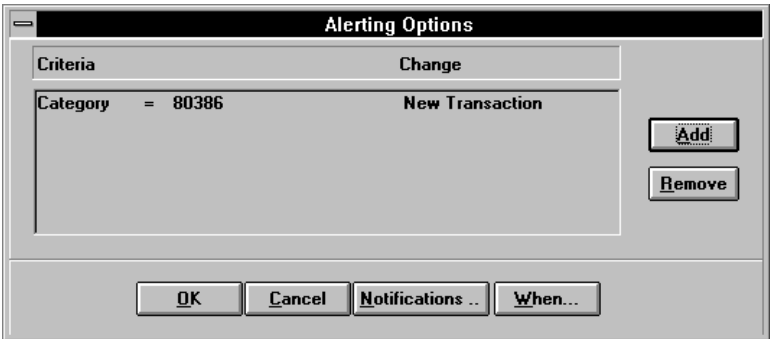 Alerting Options
Criteria Change
Category = 80386 New Transaction
Add
Remove
OK Cancel Notifications .. When...